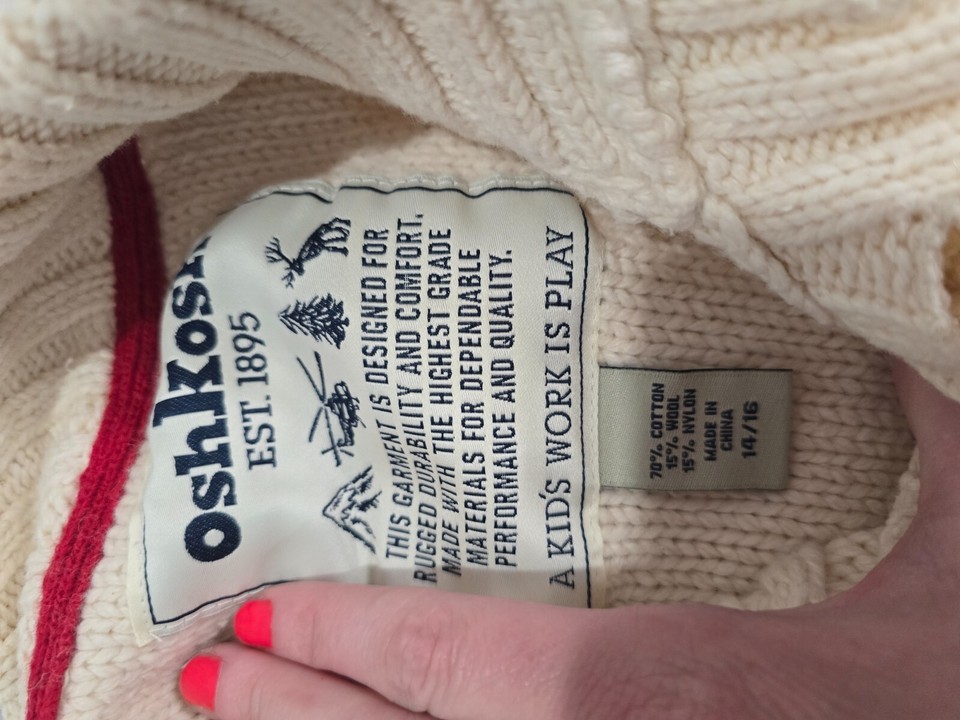 oshkosh
EST. 1895
THIS GARMENT IS DESIGNED FOR
RUGGED DURABILITY AND COMFORT,
MADE WITH THE HIGHEST GRADE
MATERIALS FOR DEPENDABLE
PERFORMANCE AND QUALITY.
A KID'S WORK IS PLAY
70% COTTON
15% WOOL
15% NYLON
MADE IN
CHINA
14/16